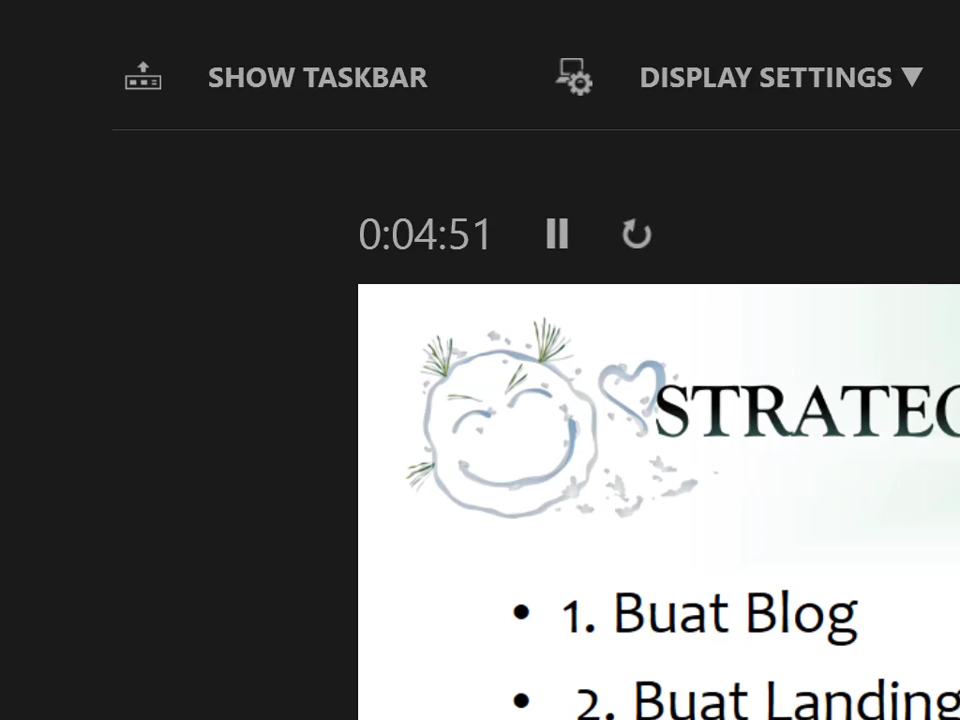 SHOW TASKBAR
DISPLAY SETTINGS ▼
0:04:51
STRATEG
• 1. Buat Blog
• 2. Buat Landing